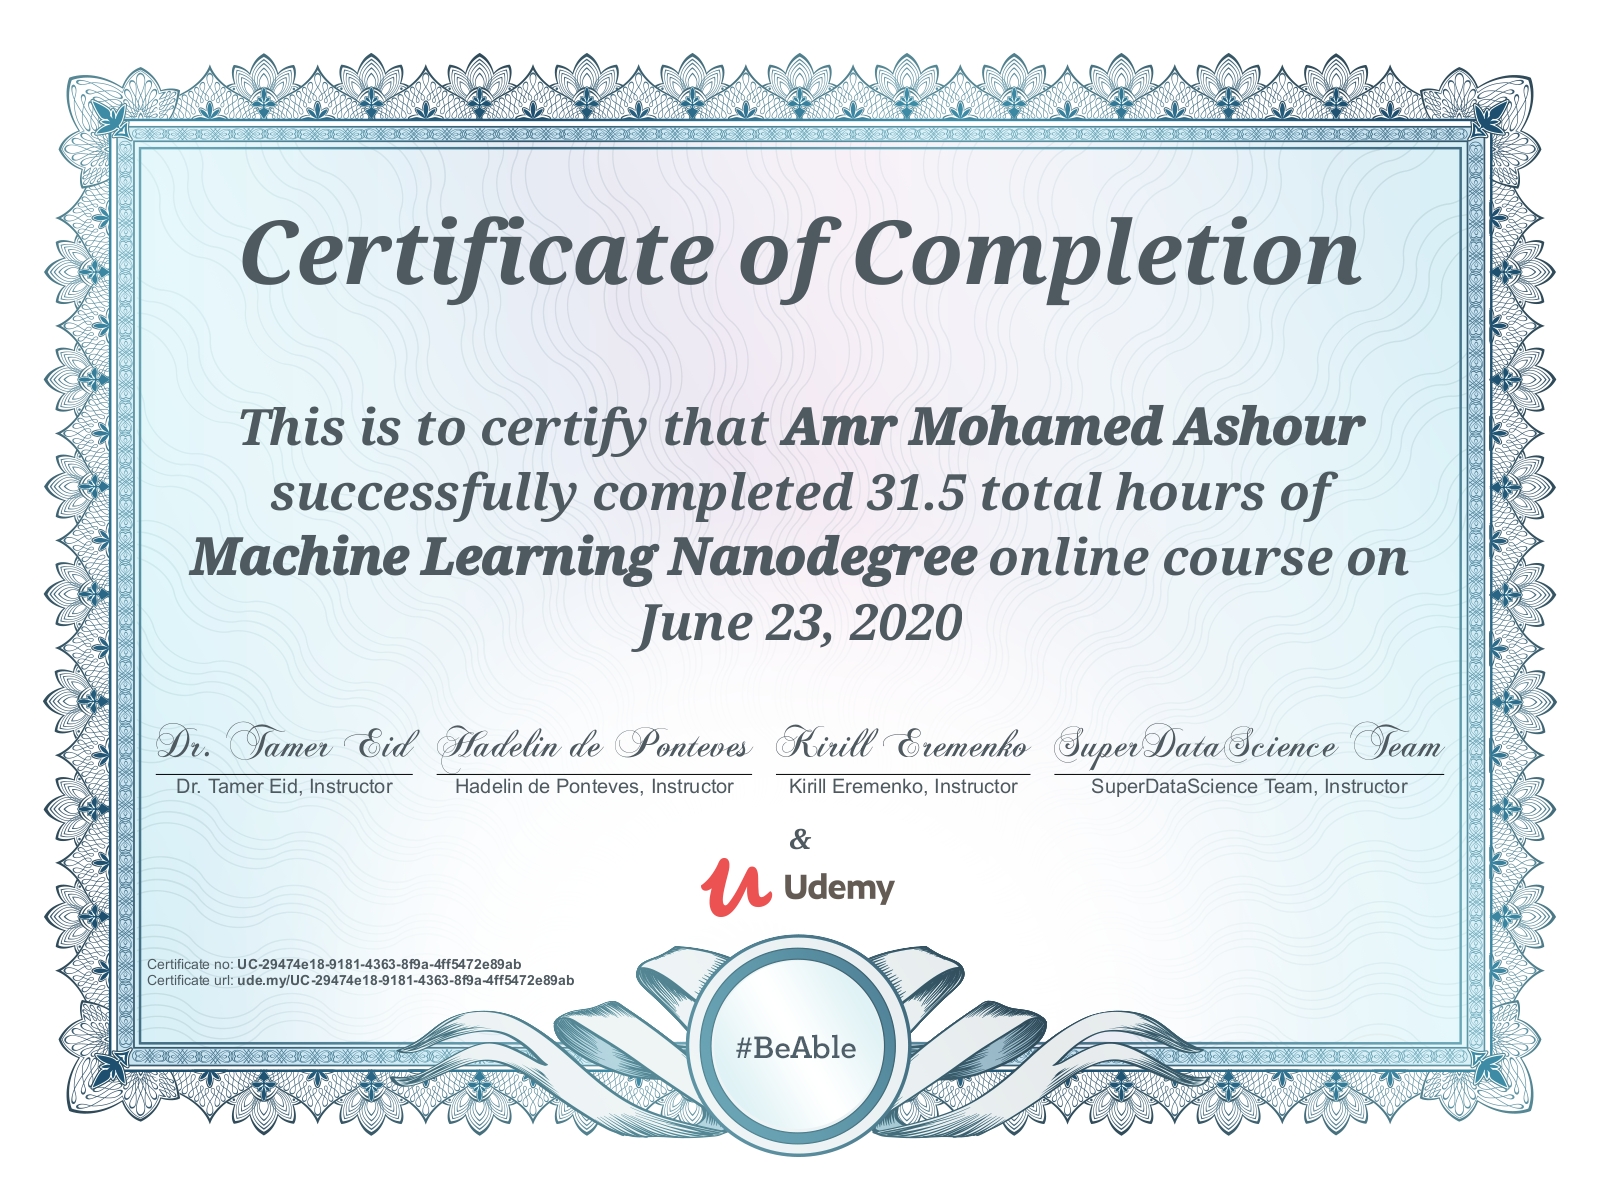 Certificate of Completion
This is to certify that Amr Mohamed Ashour
successfully completed 31.5 total hours of
Machine Learning Nanodegree online course on
June 23, 2020
Dr. Tamer Eid Hadelin de Ponteves Kirill Eremenko SuperDataScience Team
Dr. Tamer Eid, Instructor Hadelin de Ponteves, Instructor Kirill Eremenko, Instructor SuperDataScience Team, Instructor
&
Udemy
Certificate no: UC-29474e18-9181-4363-8f9a-4ff5472e89ab
Certificate url: ude.my/UC-29474e18-9181-4363-8f9a-4ff5472e89ab
#BeAble